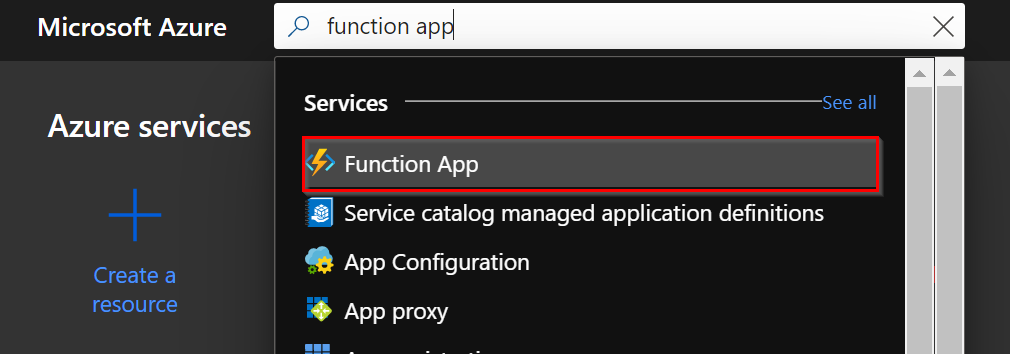 Microsoft Azure
function app
Services
See all
Azure services
Function App
Service catalog managed application definitions
App Configuration
App proxy
Create a
resource